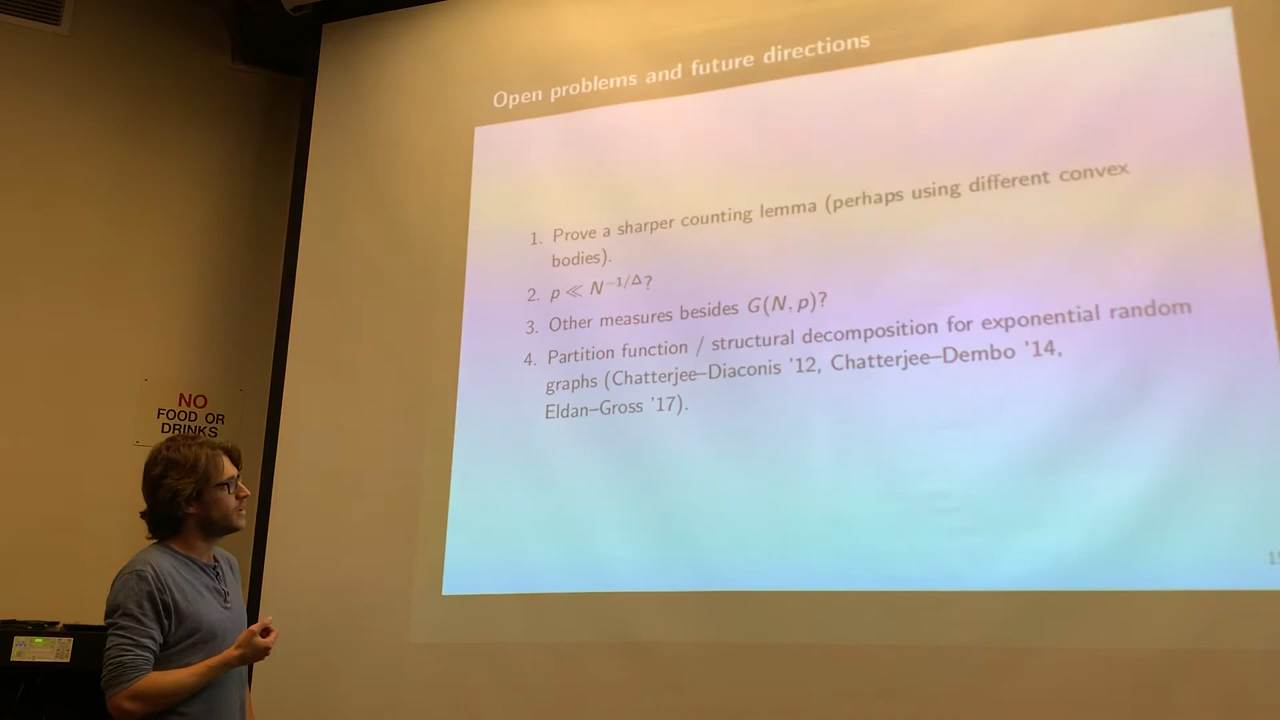 Open problems and future directions
1. Prove a sharper counting lemma (perhaps using different convex
bodies).
2. p ≪ N^{-1/Δ}?
3. Other measures besides G(N, p)?
4. Partition function / structural decomposition for exponential random
graphs (Chatterjee–Diaconis '12, Chatterjee–Dembo '14,
Eldan–Gross '17).
NO
FOOD OR
DRINKS